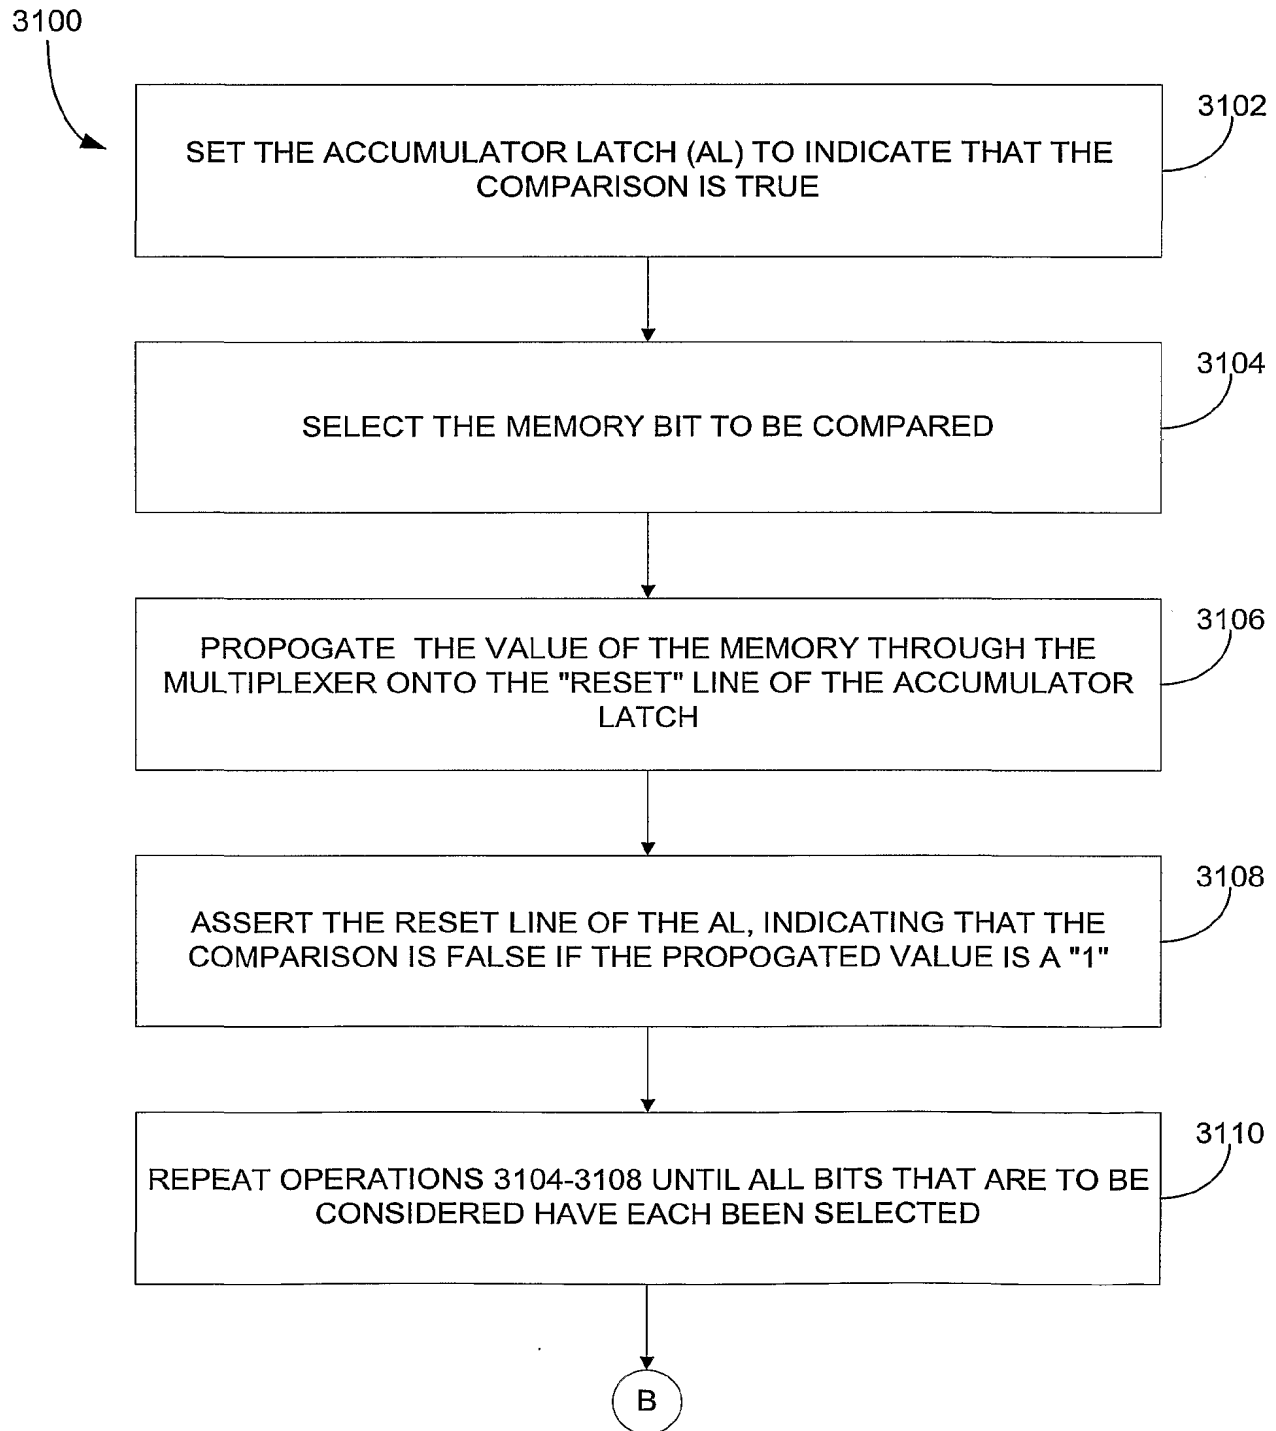 3100
3102
SET THE ACCUMULATOR LATCH (AL) TO INDICATE THAT THE
COMPARISON IS TRUE
3104
SELECT THE MEMORY BIT TO BE COMPARED
3106
PROPOGATE THE VALUE OF THE MEMORY THROUGH THE
MULTIPLEXER ONTO THE "RESET" LINE OF THE ACCUMULATOR
LATCH
3108
ASSERT THE RESET LINE OF THE AL, INDICATING THAT THE
COMPARISON IS FALSE IF THE PROPOGATED VALUE IS A "1"
3110
REPEAT OPERATIONS 3104-3108 UNTIL ALL BITS THAT ARE TO BE
CONSIDERED HAVE EACH BEEN SELECTED
B